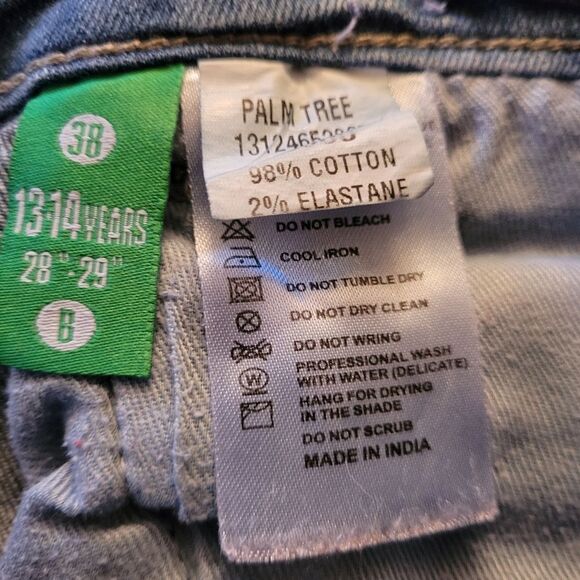 38
13-14 YEARS
28"-29"
B
PALM TREE
98% COTTON
2% ELASTANE
DO NOT BLEACH
COOL IRON
DO NOT TUMBLE DRY
DO NOT DRY CLEAN
DO NOT WRING
PROFESSIONAL WASH
WITH WATER (DELICATE)
W
HANG FOR DRYING
IN THE SHADE
DO NOT SCRUB
MADE IN INDIA